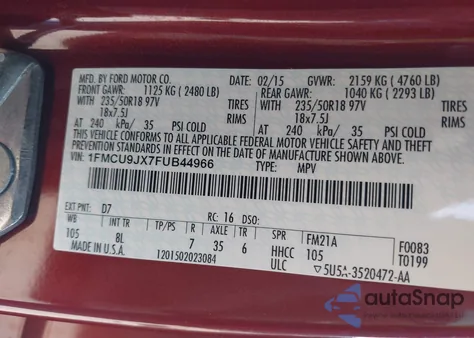 MFD. BY FORD MOTOR CO.
DATE: 02/15 GVWR: 2159 KG ( 4760 LB)
FRONT GAWR: 1125 KG ( 2480 LB) REAR GAWR: 1040 KG ( 2293 LB)
WITH 235/50R18 97V TIRES WITH 235/50R18 97V TIRES
18x7.5J RIMS 18x7.5J RIMS
AT 240 kPa/ 35 PSI COLD AT 240 kPa/ 35 PSI COLD
THIS VEHICLE CONFORMS TO ALL APPLICABLE FEDERAL MOTOR VEHICLE SAFETY AND THEFT
PREVENTION STANDARDS IN EFFECT ON THE DATE OF MANUFACTURE SHOWN ABOVE.
VIN: 1FMCU9JX7FUB44966
TYPE: MPV
EXT PNT: D7 RC: 16 DSO:
WB INT TR TP/PS R AXLE TR SPR FM21A F0083
105 8L 7 35 6 HHCC 105 T0199
MADE IN U.S.A. 1201502023084 ULC 5U5A-3520472-AA
autoSnap